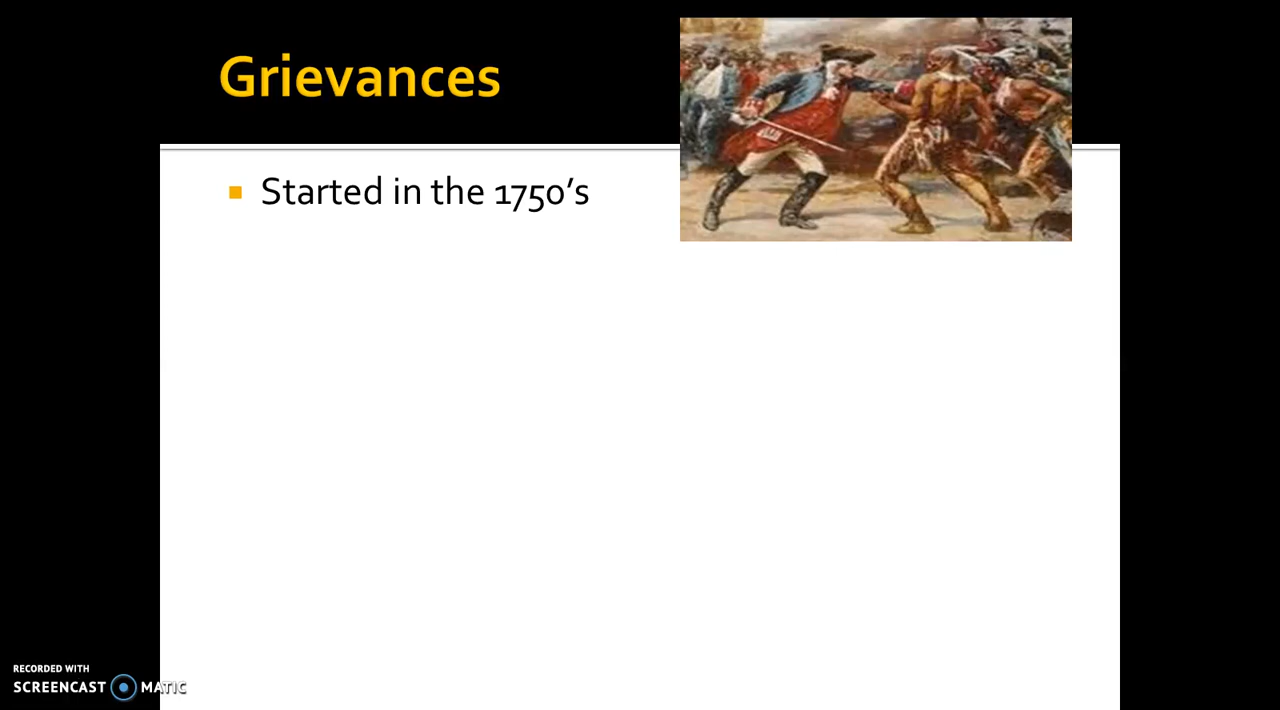 Grievances
Started in the 1750's
RECORDED WITH
SCREENCAST MATIC